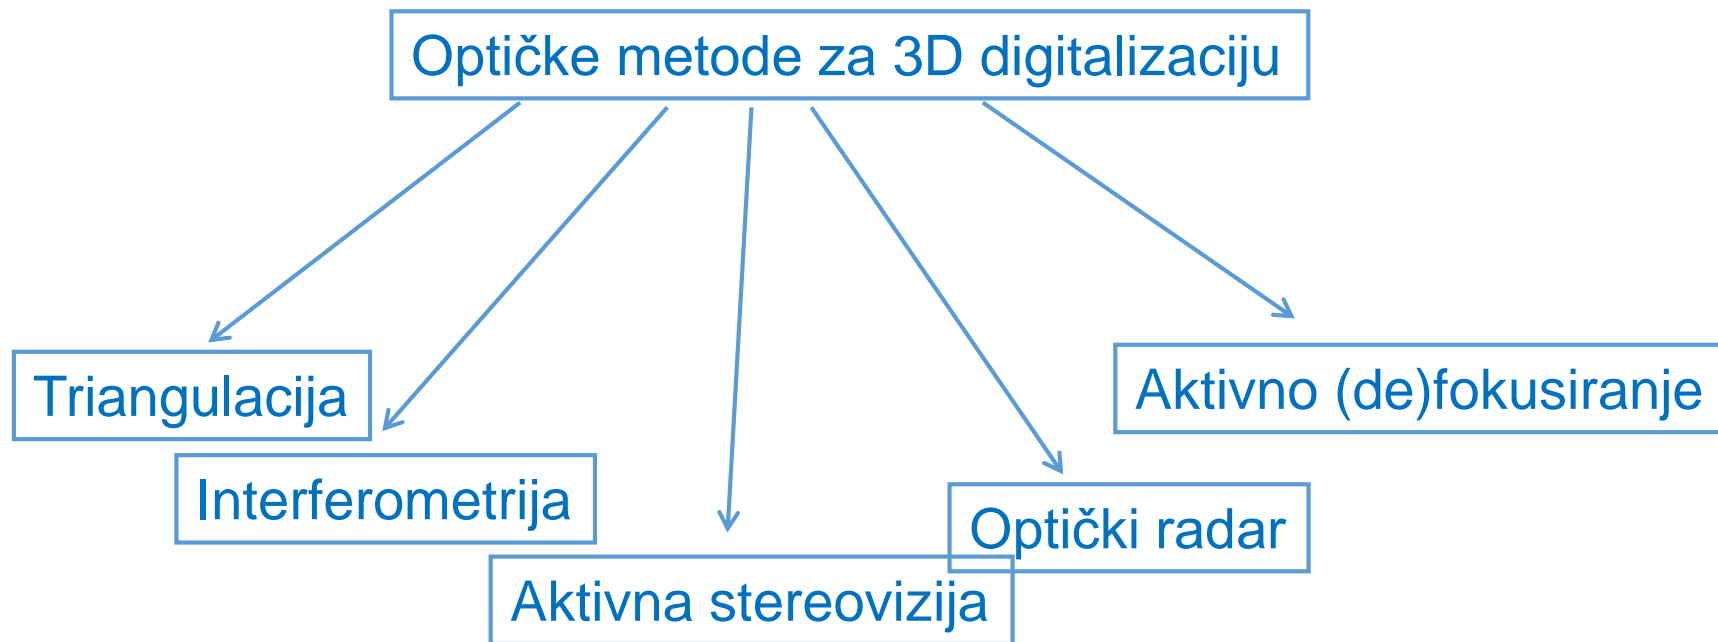 Optičke metode za 3D digitalizaciju
Triangulacija
Interferometrija
Aktivna stereovizija
Optički radar
Aktivno (de)fokusiranje